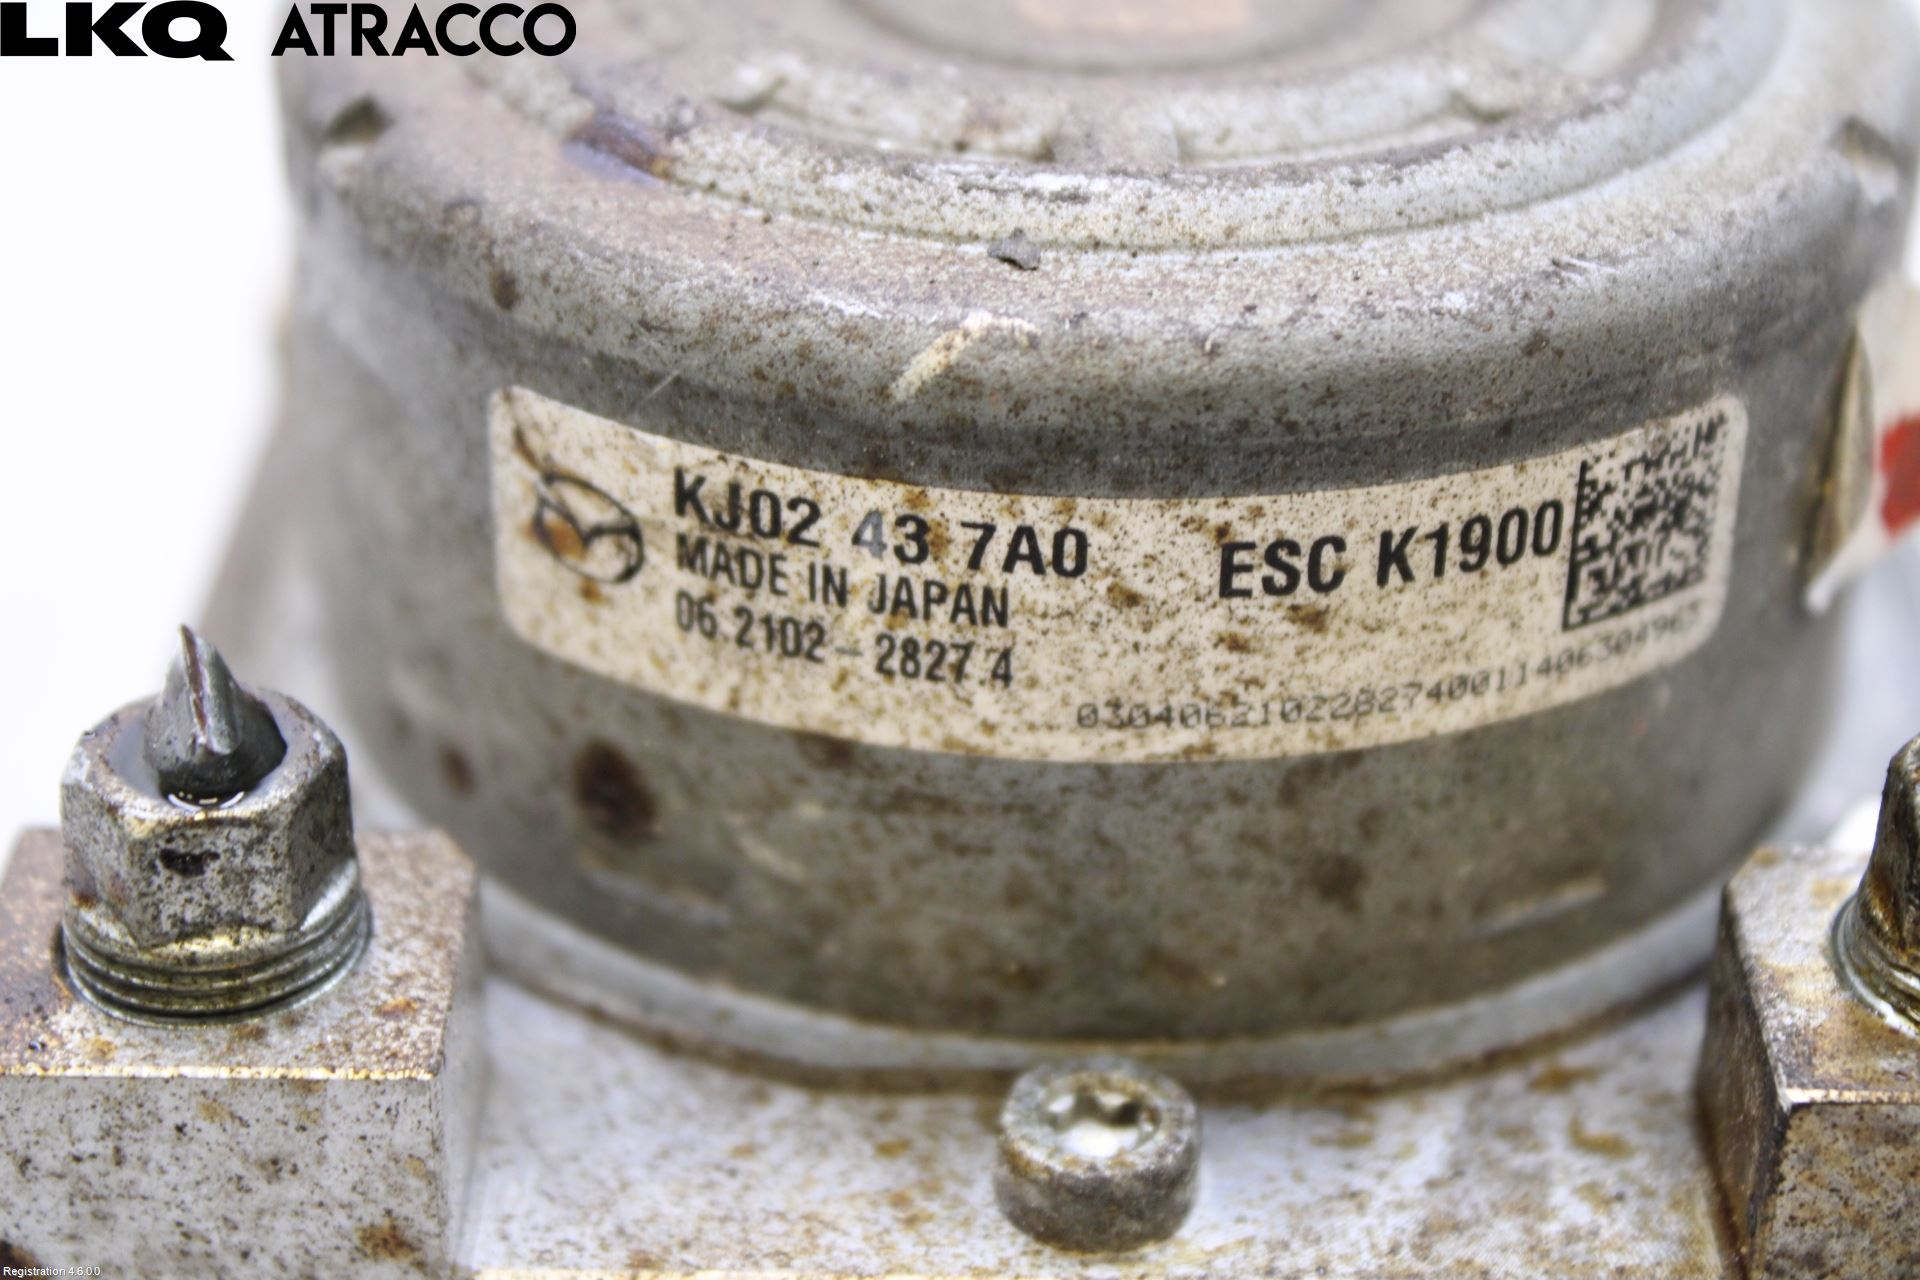 LKQ ATRACCO
KJ02 43 7A0
MADE IN JAPAN
06.2102-2827.4
ESC K1900
Registration 4.6.0.0